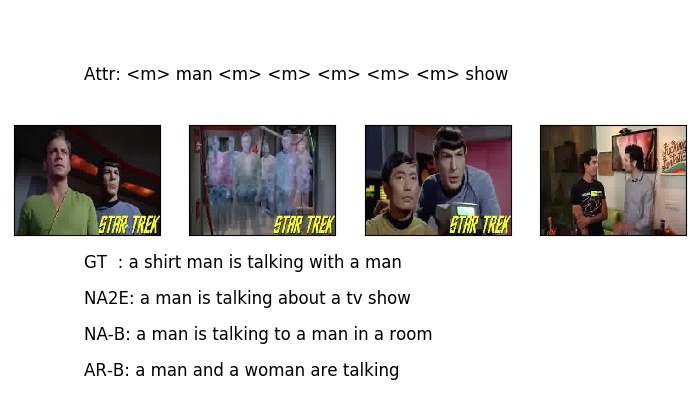 Attr: <m> man <m> <m> <m> <m> <m> show
STAR TREK
STAR TREK
STAR TREK
GT : a shirt man is talking with a man
NA2E: a man is talking about a tv show
NA-B: a man is talking to a man in a room
AR-B: a man and a woman are talking